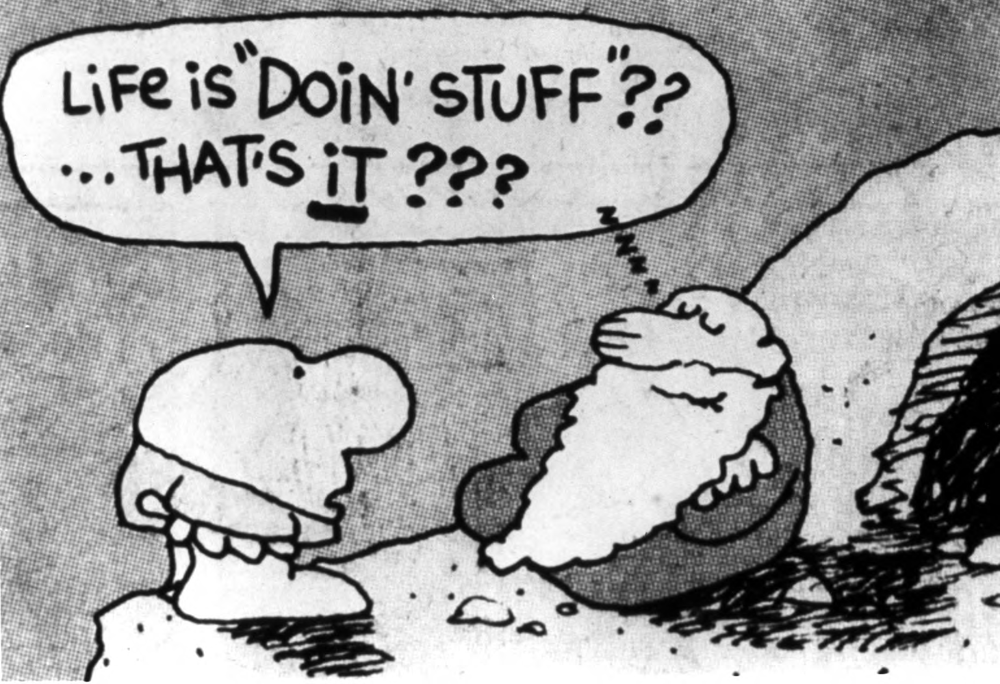 LiFe iS "DOiN' STUFF"??
...THAT'S iT ???
z z z z